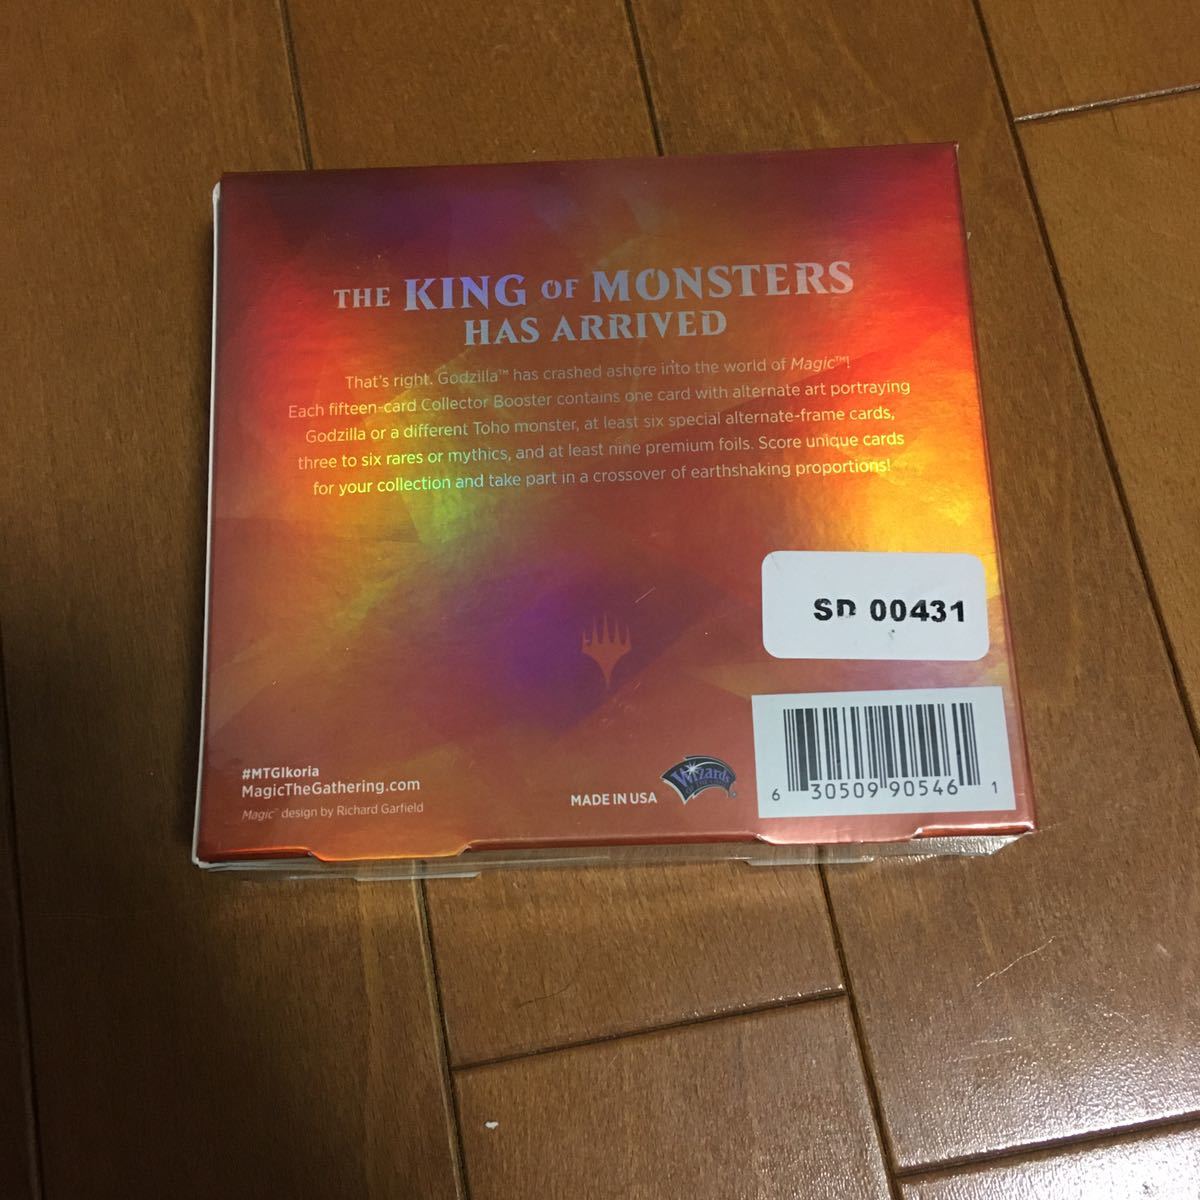 THE KING OF MONSTERS
HAS ARRIVED
That's right. Godzilla™ has crashed ashore into the world of Magic™!
Each fifteen-card Collector Booster contains one card with alternate art portraying
Godzilla or a different Toho monster, at least six special alternate-frame cards,
three to six rares or mythics, and at least nine premium foils. Score unique cards
for your collection and take part in a crossover of earthshaking proportions!
SD 00431
#MTGIkoria
MagicTheGathering.com
Magic™ design by Richard Garfield
MADE IN USA
Wizards
6 30509 90546 1